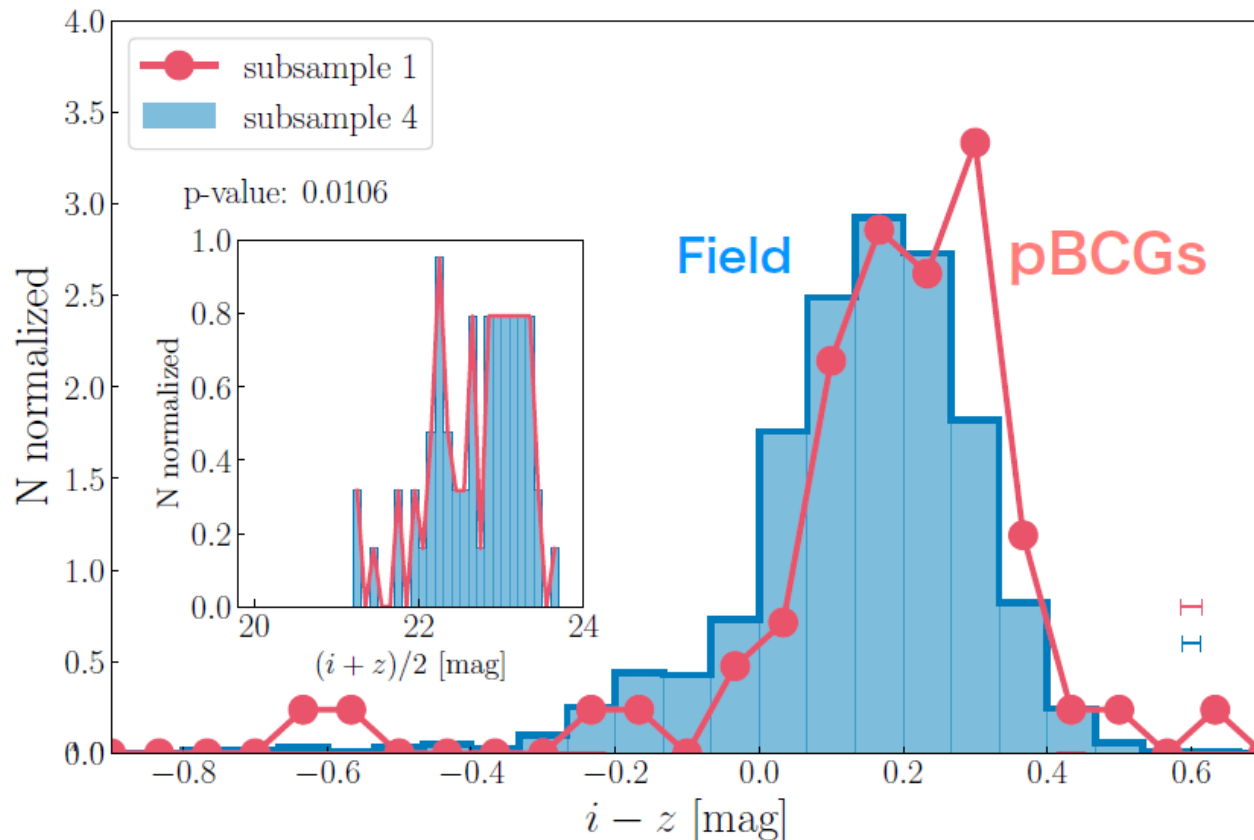 subsample 1
subsample 4
p-value: 0.0106
Field
pBCGs
N normalized
4.0
3.5
3.0
2.5
2.0
1.5
1.0
0.5
0.0
N normalized
1.0
0.8
0.6
0.4
0.2
0.0
20 22 24
(i + z)/2 [mag]
−0.8 −0.6 −0.4 −0.2 0.0 0.2 0.4 0.6
i − z [mag]